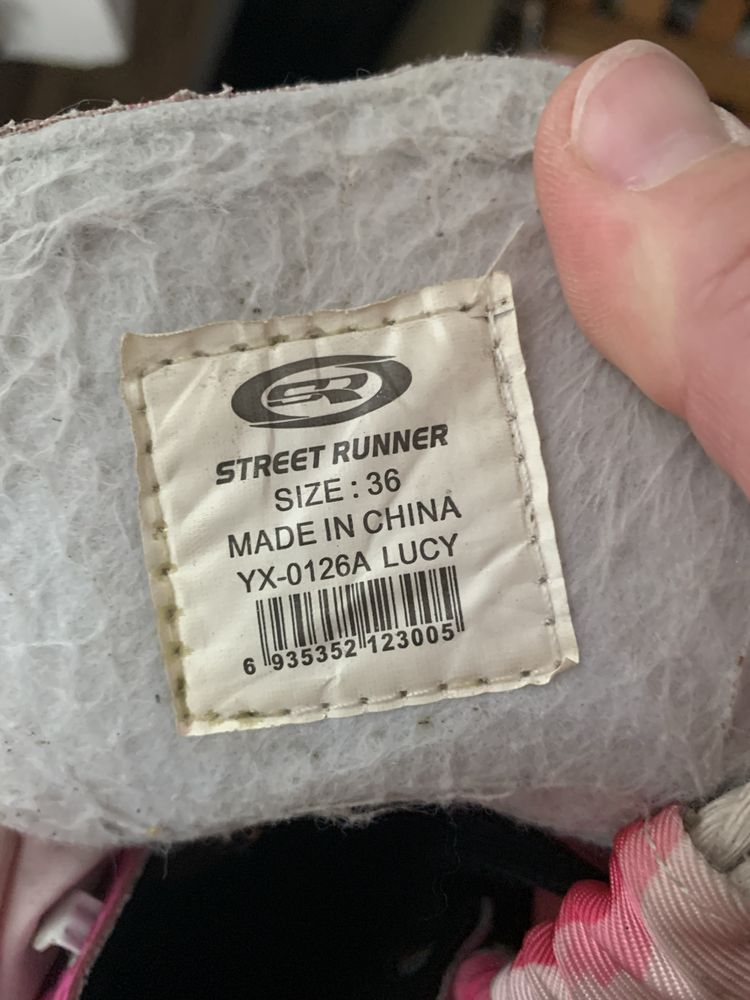 SR
STREET RUNNER
SIZE : 36
MADE IN CHINA
YX-0126A LUCY
6 935352 123005